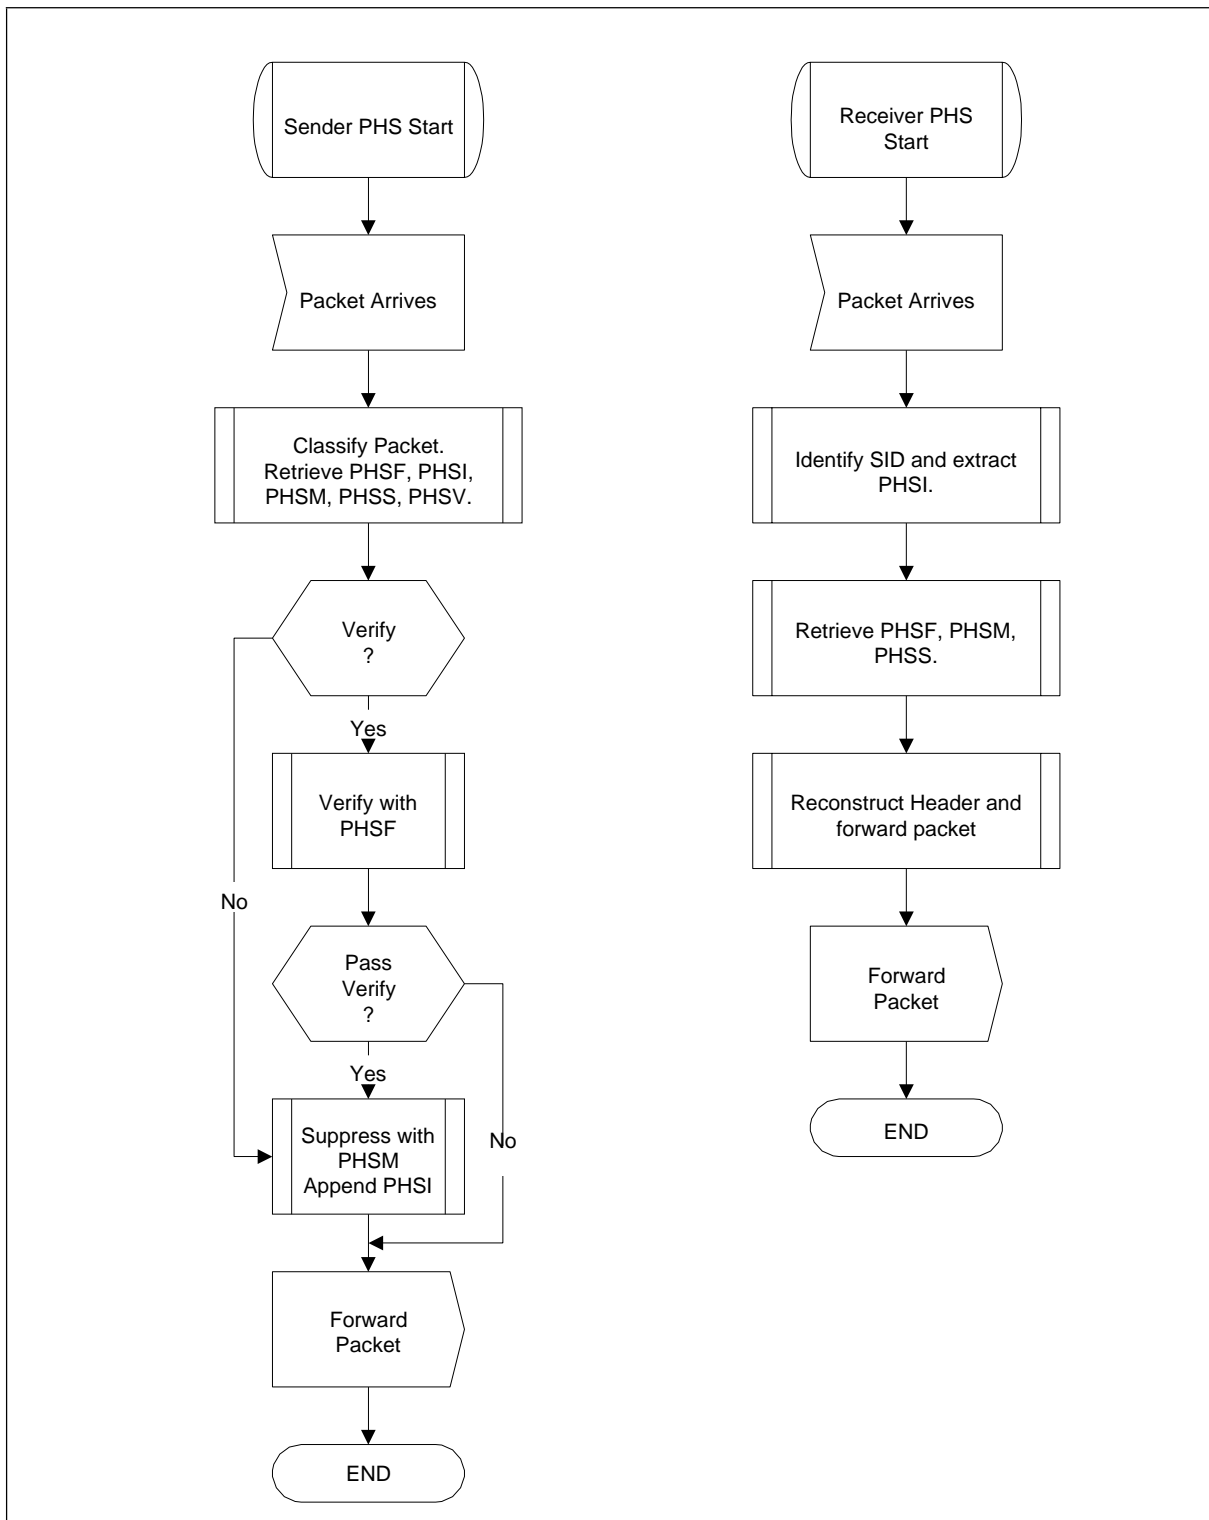 Sender PHS Start
Packet Arrives
Classify Packet.
Retrieve PHSF, PHSI,
PHSM, PHSS, PHSV.
Verify
?
Yes
No
Verify with
PHSF
Pass
Verify
?
Yes
No
Suppress with
PHSM
Append PHSI
Forward
Packet
END
Receiver PHS
Start
Packet Arrives
Identify SID and extract
PHSI.
Retrieve PHSF, PHSM,
PHSS.
Reconstruct Header and
forward packet
Forward
Packet
END